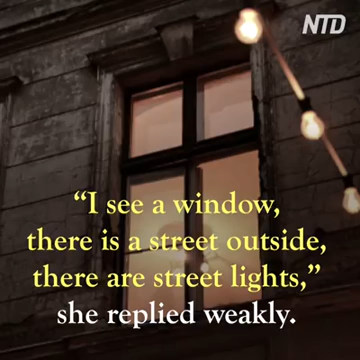 NTD
“I see a window,
there is a street outside,
there are street lights,”
she replied weakly.